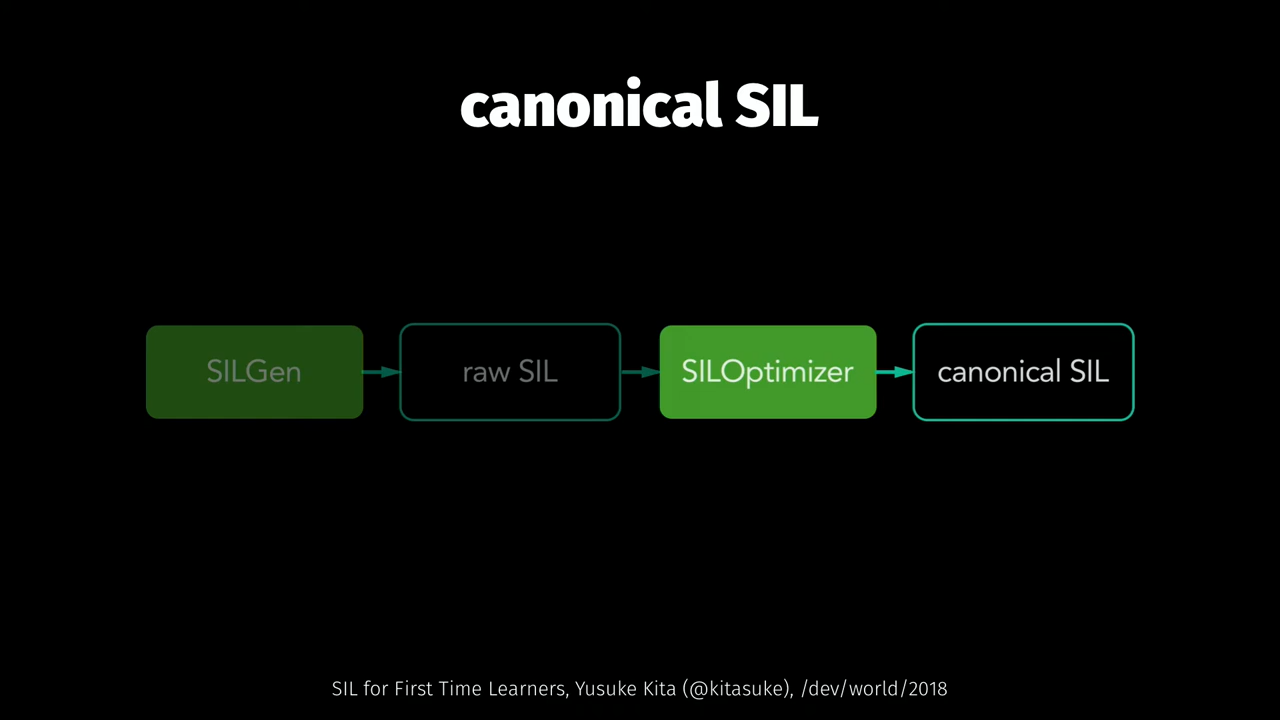 canonical SIL
SILGen
raw SIL
SILOptimizer
canonical SIL
SIL for First Time Learners, Yusuke Kita (@kitasuke), /dev/world/2018